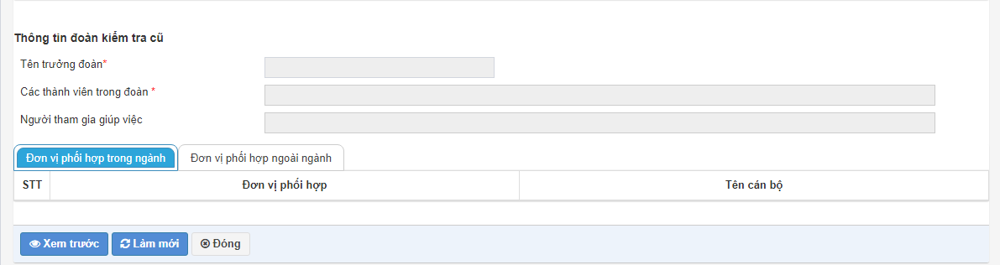 Thông tin đoàn kiểm tra cũ
Tên trưởng đoàn*
Các thành viên trong đoàn *
Người tham gia giúp việc
Đơn vị phối hợp trong ngành Đơn vị phối hợp ngoài ngành
STT Đơn vị phối hợp Tên cán bộ
Xem trước Làm mới Đóng